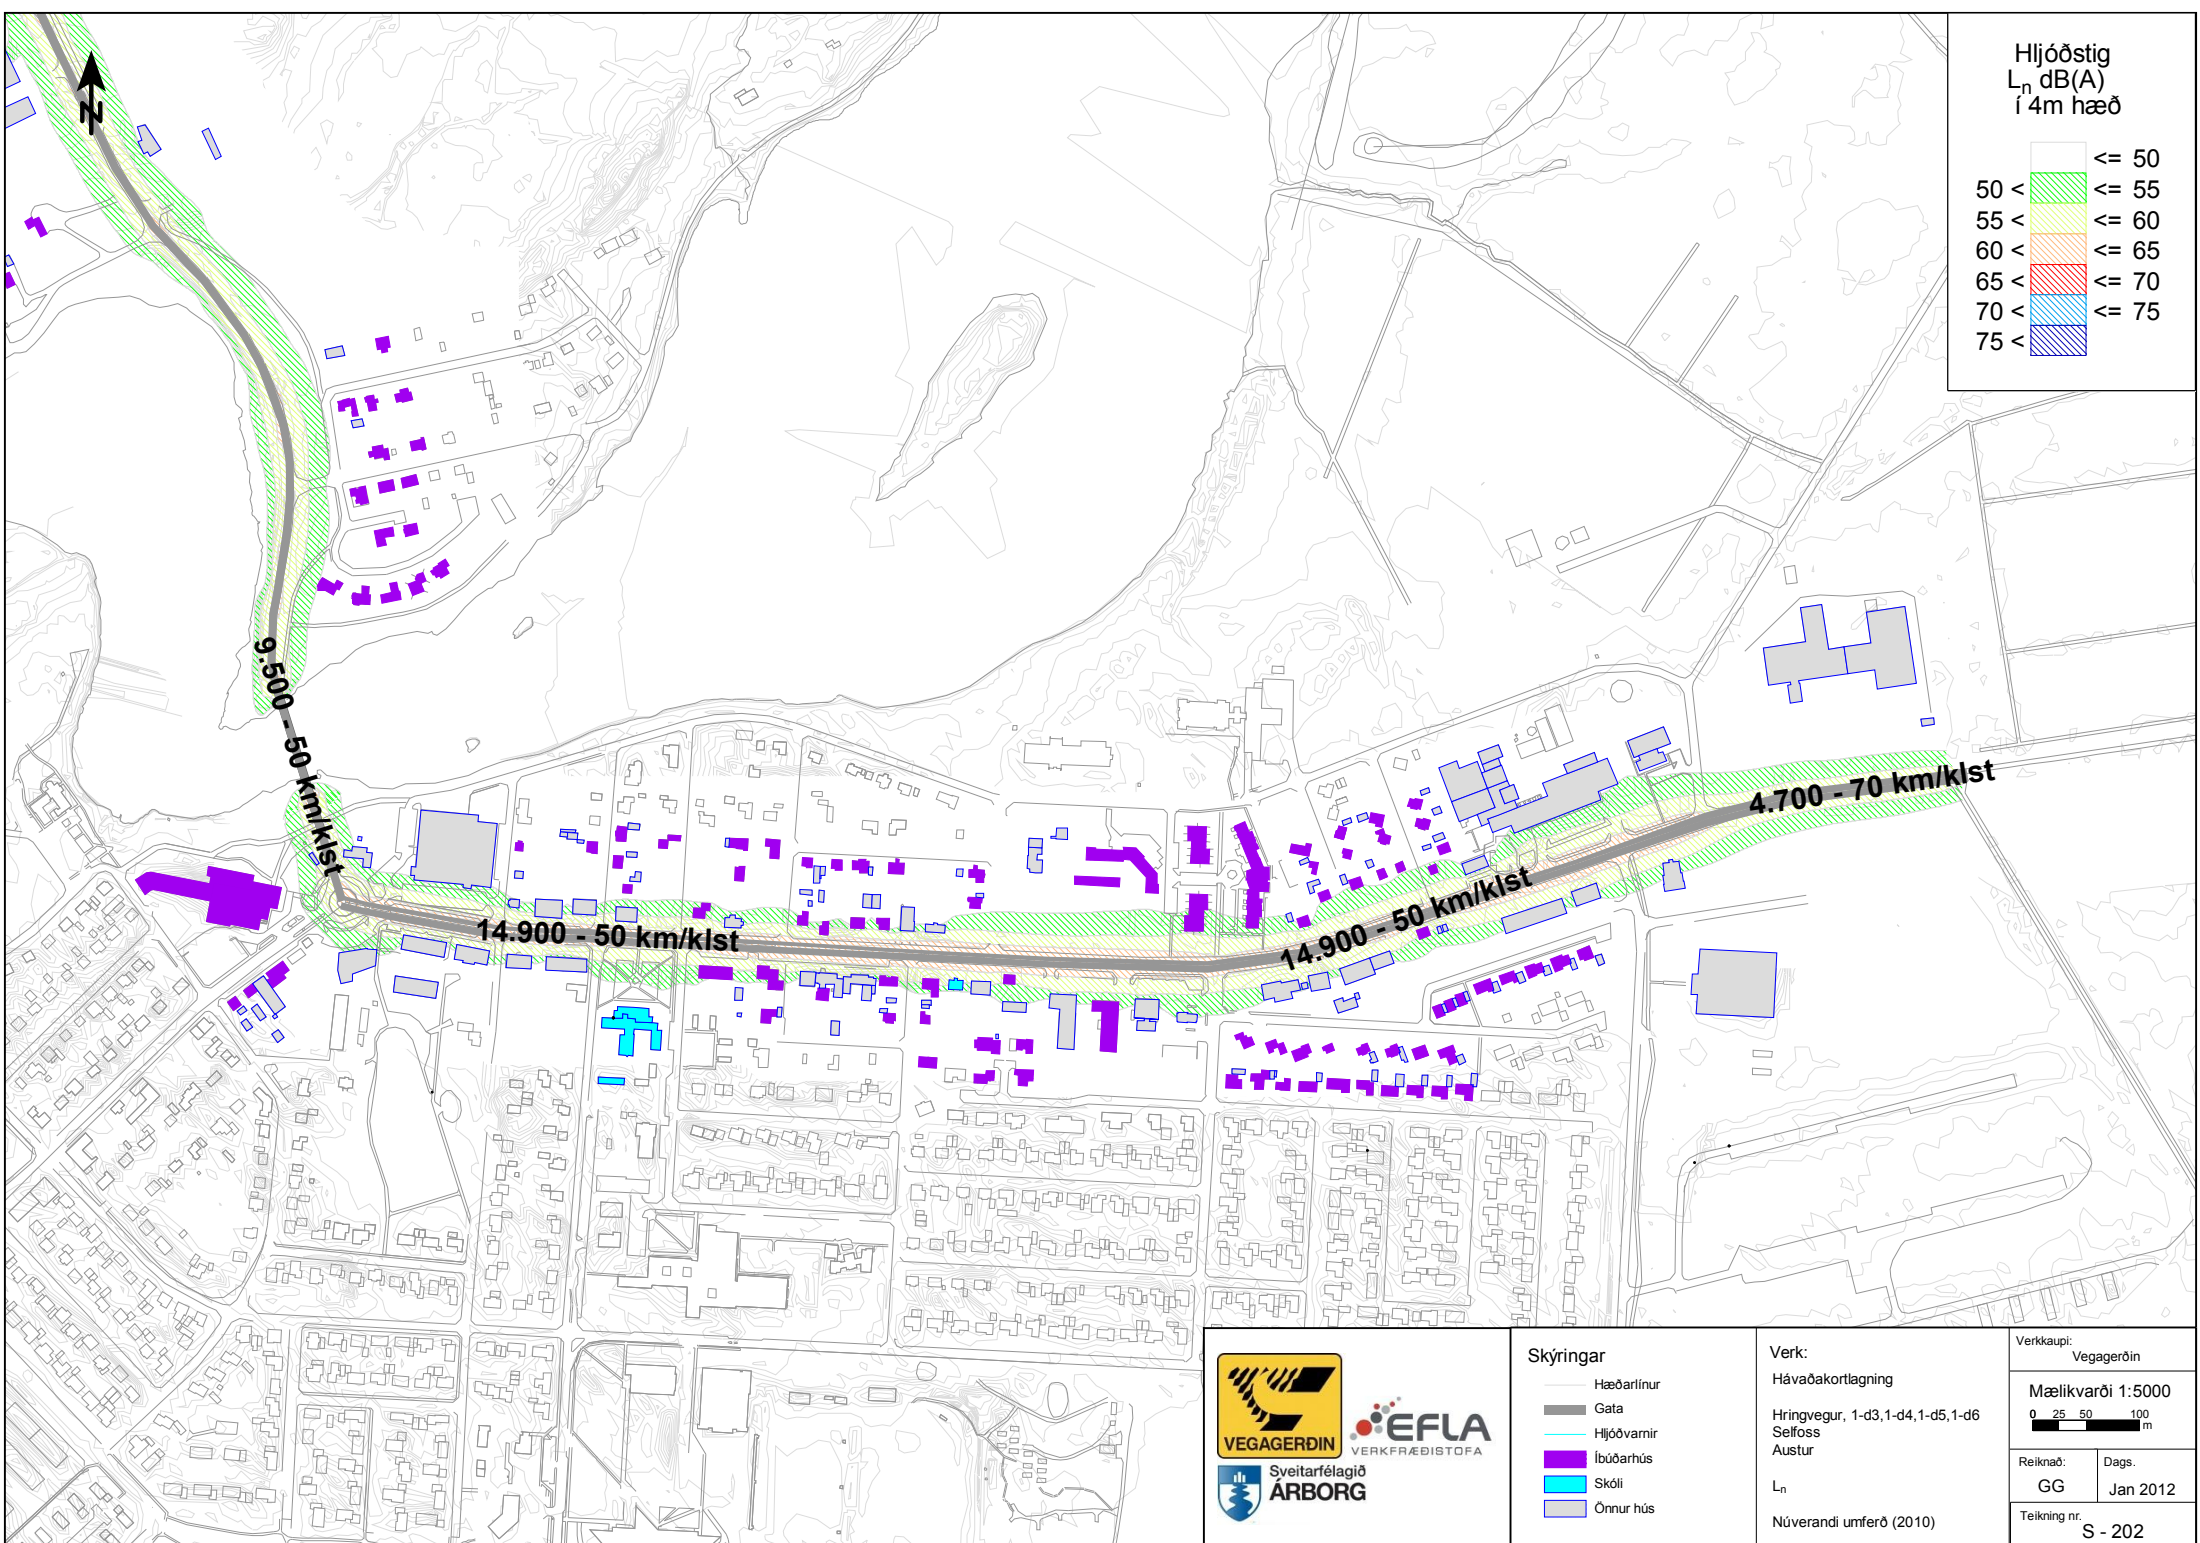 Hljóðstig
Ln dB(A)
í 4m hæð
<= 50
50 < <= 55
55 < <= 60
60 < <= 65
65 < <= 70
70 < <= 75
75 <
N
9.500 - 50 km/klst
14.900 - 50 km/klst
14.900 - 50 km/klst
4.700 - 70 km/klst
VEGAGERÐIN
EFLA
VERKFRÆÐISTOFA
Sveitarfélagið
ÁRBORG
Skýringar
Hæðarlínur
Gata
Hljóðvarnir
Íbúðarhús
Skóli
Önnur hús
Verk:
Hávaðakortlagning
Hringvegur, 1-d3,1-d4,1-d5,1-d6
Selfoss
Austur
Ln
Núverandi umferð (2010)
Verkkaupi:
Vegagerðin
Mælikvarði 1:5000
0 25 50 100
m
Reiknað:
GG
Dags.
Jan 2012
Teikning nr.
S - 202